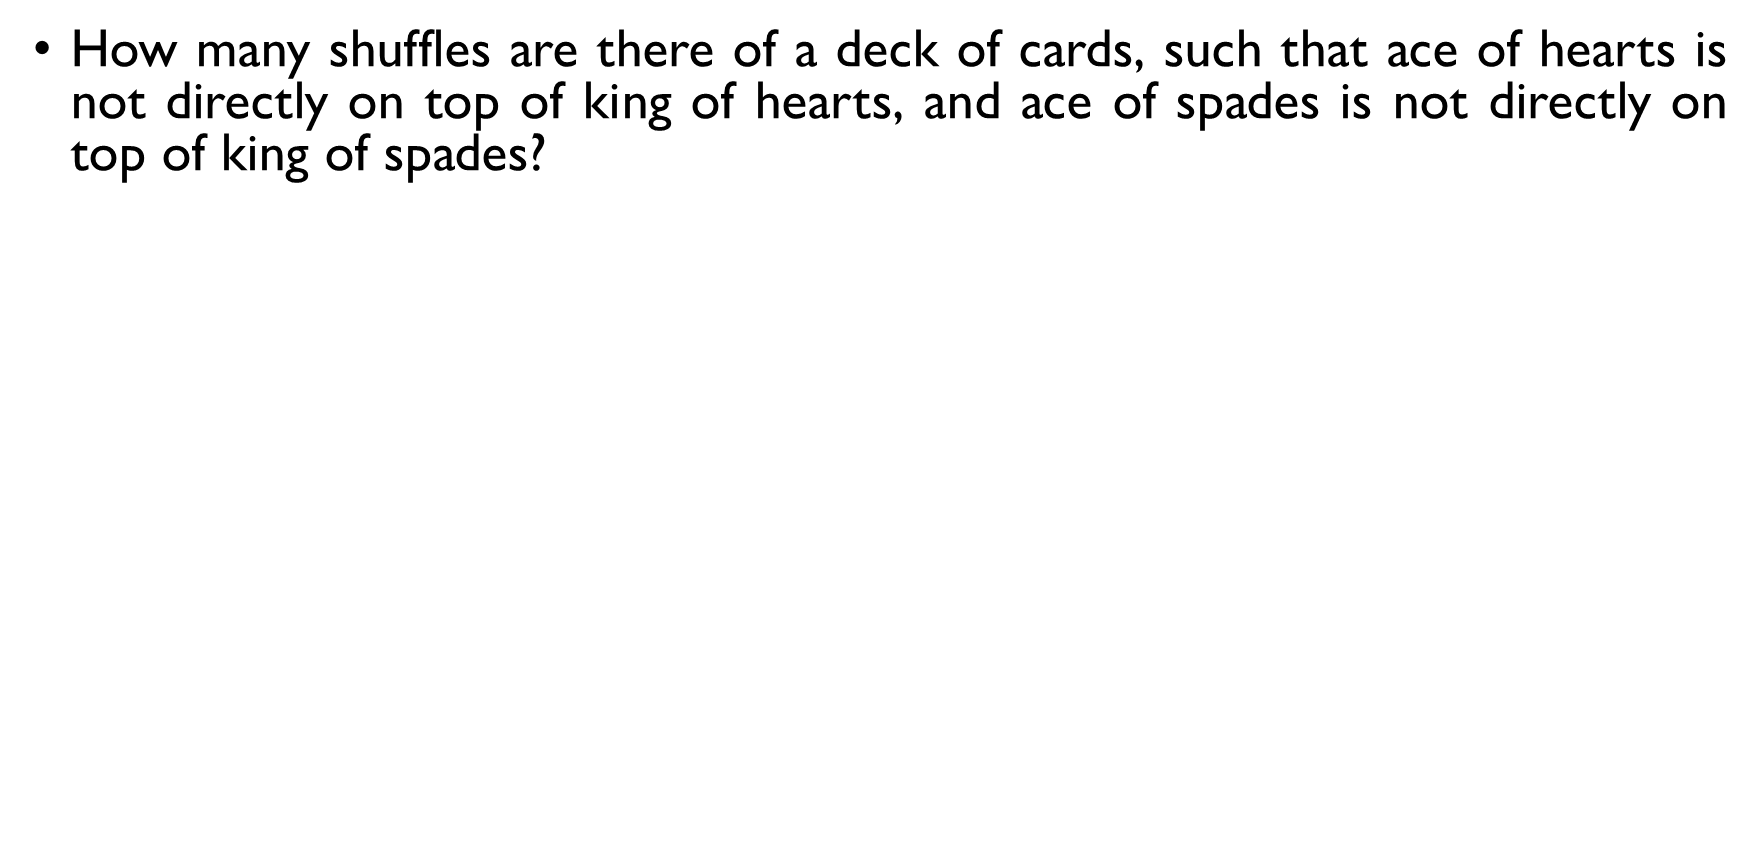 • How many shuffles are there of a deck of cards, such that ace of hearts is
not directly on top of king of hearts, and ace of spades is not directly on
top of king of spades?